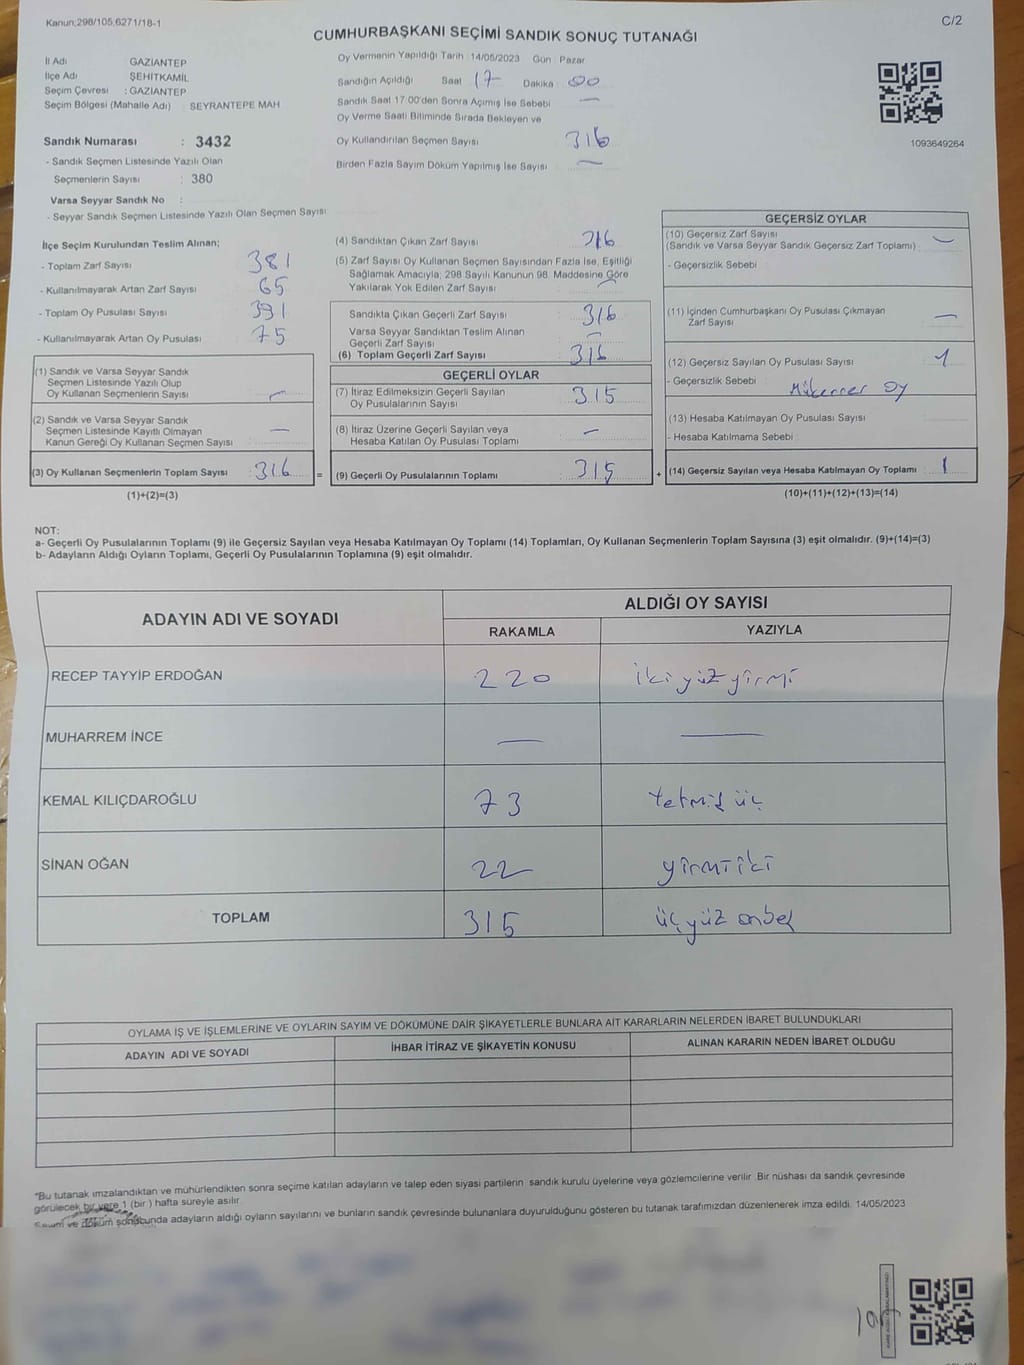 Kanun;298/105,6271/18-1
C/2
CUMHURBAŞKANI SEÇİMİ SANDIK SONUÇ TUTANAĞI
İl Adı GAZİANTEP
İlçe Adı ŞEHİTKAMİL
Seçim Çevresi : GAZİANTEP
Seçim Bölgesi (Mahalle Adı) : SEYRANTEPE MAH
Sandık Numarası : 3432
- Sandık Seçmen Listesinde Yazılı Olan
Seçmenlerin Sayısı : 380
Varsa Seyyar Sandık No :
- Seyyar Sandık Seçmen Listesinde Yazılı Olan Seçmen Sayısı
Oy Vermenin Yapıldığı Tarih : 14/05/2023 Gün : Pazar
Sandığın Açıldığı Saat 17 Dakika 00
Sandık Saat 17:00'den Sonra Açımış İse Sebebi —
Oy Verme Saati Bitiminde Sırada Bekleyen ve
Oy Kullandırılan Seçmen Sayısı 316
Birden Fazla Sayım Döküm Yapılmış İse Sayısı —
1093649264
İlçe Seçim Kurulundan Teslim Alınan;
- Toplam Zarf Sayısı 381
- Kullanılmayarak Artan Zarf Sayısı 65
- Toplam Oy Pusulası Sayısı 391
- Kullanılmayarak Artan Oy Pusulası 75
(1) Sandık ve Varsa Seyyar Sandık
Seçmen Listesinde Yazılı Olup
Oy Kullanan Seçmenlerin Sayısı —
(2) Sandık ve Varsa Seyyar Sandık
Seçmen Listesinde Kayıtlı Olmayan
Kanun Gereği Oy Kullanan Seçmen Sayısı —
(3) Oy Kullanan Seçmenlerin Toplam Sayısı 316 =
(1)+(2)=(3)
(4) Sandıktan Çıkan Zarf Sayısı 316
(5) Zarf Sayısı Oy Kullanan Seçmen Sayısından Fazla İse, Eşitliği
Sağlamak Amacıyla; 298 Sayılı Kanunun 98. Maddesine Göre
Yakılarak Yok Edilen Zarf Sayısı —
Sandıkta Çıkan Geçerli Zarf Sayısı 316
Varsa Seyyar Sandıktan Teslim Alınan
Geçerli Zarf Sayısı —
(6) Toplam Geçerli Zarf Sayısı 316
GEÇERLİ OYLAR
(7) İtiraz Edilmeksizin Geçerli Sayılan
Oy Pusulalarının Sayısı 315
(8) İtiraz Üzerine Geçerli Sayılan veya
Hesaba Katılan Oy Pusulası Toplamı —
(9) Geçerli Oy Pusulalarının Toplamı 315 +
GEÇERSİZ OYLAR
(10) Geçersiz Zarf Sayısı
(Sandık ve Varsa Seyyar Sandık Geçersiz Zarf Toplamı) —
- Geçersizlik Sebebi :
(11) İçinden Cumhurbaşkanı Oy Pusulası Çıkmayan
Zarf Sayısı —
(12) Geçersiz Sayılan Oy Pusulası Sayısı 1
- Geçersizlik Sebebi : Mükerrer Oy
(13) Hesaba Katılmayan Oy Pusulası Sayısı
- Hesaba Katılmama Sebebi :
(14) Geçersiz Sayılan veya Hesaba Katılmayan Oy Toplamı 1
(10)+(11)+(12)+(13)=(14)
NOT:
a- Geçerli Oy Pusulalarının Toplamı (9) ile Geçersiz Sayılan veya Hesaba Katılmayan Oy Toplamı (14) Toplamları, Oy Kullanan Seçmenlerin Toplam Sayısına (3) eşit olmalıdır. (9)+(14)=(3)
b- Adayların Aldığı Oyların Toplamı, Geçerli Oy Pusulalarının Toplamına (9) eşit olmalıdır.
ADAYIN ADI VE SOYADI ALDIĞI OY SAYISI
RAKAMLA YAZIYLA
RECEP TAYYİP ERDOĞAN 220 iki yüz yirmi
MUHARREM İNCE — —
KEMAL KILIÇDAROĞLU 73 Yetmiş üç
SİNAN OĞAN 22 yirmi iki
TOPLAM 315 üç yüz onbeş
OYLAMA İŞ VE İŞLEMLERİNE VE OYLARIN SAYIM VE DÖKÜMÜNE DAİR ŞİKAYETLERLE BUNLARA AİT KARARLARIN NELERDEN İBARET BULUNDUKLARI
ADAYIN ADI VE SOYADI İHBAR İTİRAZ VE ŞİKAYETİN KONUSU ALINAN KARARIN NEDEN İBARET OLDUĞU
"Bu tutanak imzalandıktan ve mühürlendikten sonra seçime katılan adayların ve talep eden siyasi partilerin sandık kurulu üyelerine veya gözlemcilerine verilir. Bir nüshası da sandık çevresinde
görülecek bir yere 1 (bir ) hafta süreyle asılır.
Sayım ve döküm sonucunda adayların aldığı oyların sayılarını ve bunların sandık çevresinde bulunanlara duyurulduğunu gösteren bu tutanak tarafımızdan düzenlenerek imza edildi. 14/05/2023